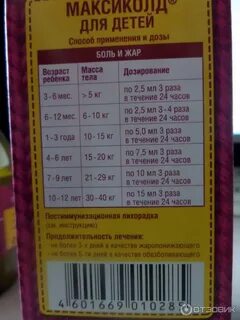 МАКСИКОЛД®
ДЛЯ ДЕТЕЙ
Способ применения и дозы
БОЛЬ И ЖАР
Возраст ребенка Масса тела Дозирование
3-6 мес. > 5 кг по 2,5 мл 3 раза в течение 24 часов
6-12 мес. 6-10 кг по 2,5 мл 3-4 раза в течение 24 часов
1-3 года 10-15 кг по 5,0 мл 3 раза в течение 24 часов
4-6 лет 15-20 кг по 7,5 мл 3 раза в течение 24 часов
7-9 лет 21-29 кг по 10 мл 3 раза в течение 24 часов
10-12 лет 30-40 кг по 15 мл 3 раза в течение 24 часов
Постиммунизационная лихорадка
(см. инструкцию)
Продолжительность лечения:
- не более 3-х дней в качестве жаропонижающего
- не более 5-ти дней в качестве обезболивающего
4 601669 010285
ОТЗОВИК